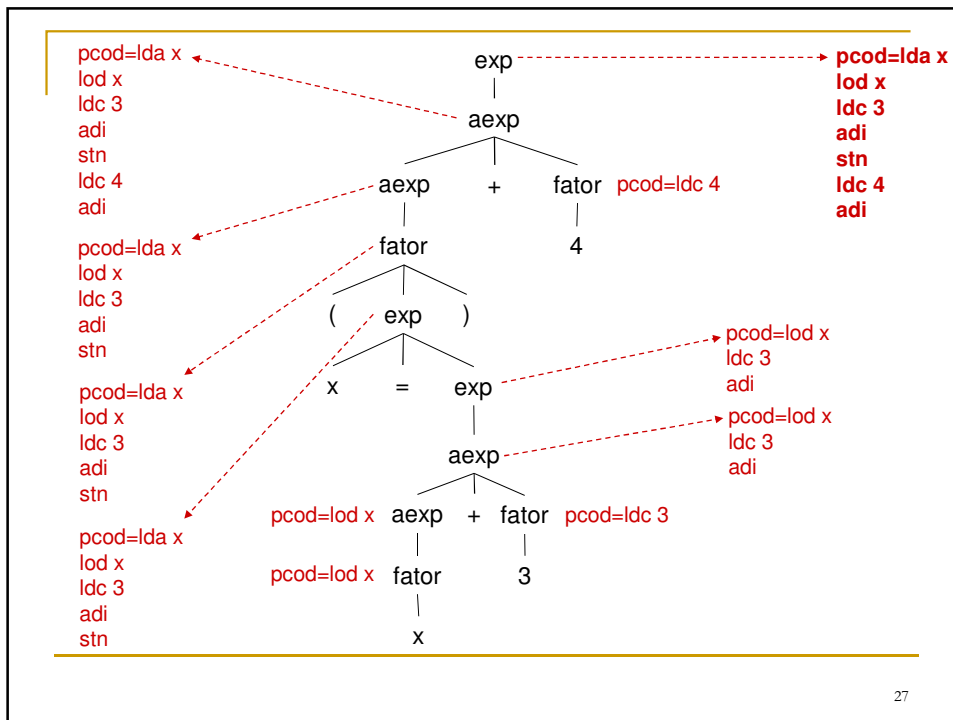 pcod=lda x
lod x
ldc 3
adi
stn
ldc 4
adi
exp
pcod=lda x
lod x
ldc 3
adi
stn
ldc 4
adi
aexp
aexp + fator pcod=ldc 4
pcod=lda x
lod x
ldc 3
adi
stn
fator 4
( exp )
pcod=lod x
ldc 3
adi
x = exp
pcod=lda x
lod x
ldc 3
adi
stn
pcod=lod x
ldc 3
adi
aexp
pcod=lod x aexp + fator pcod=ldc 3
pcod=lda x
lod x
ldc 3
adi
stn
pcod=lod x fator 3
x
27